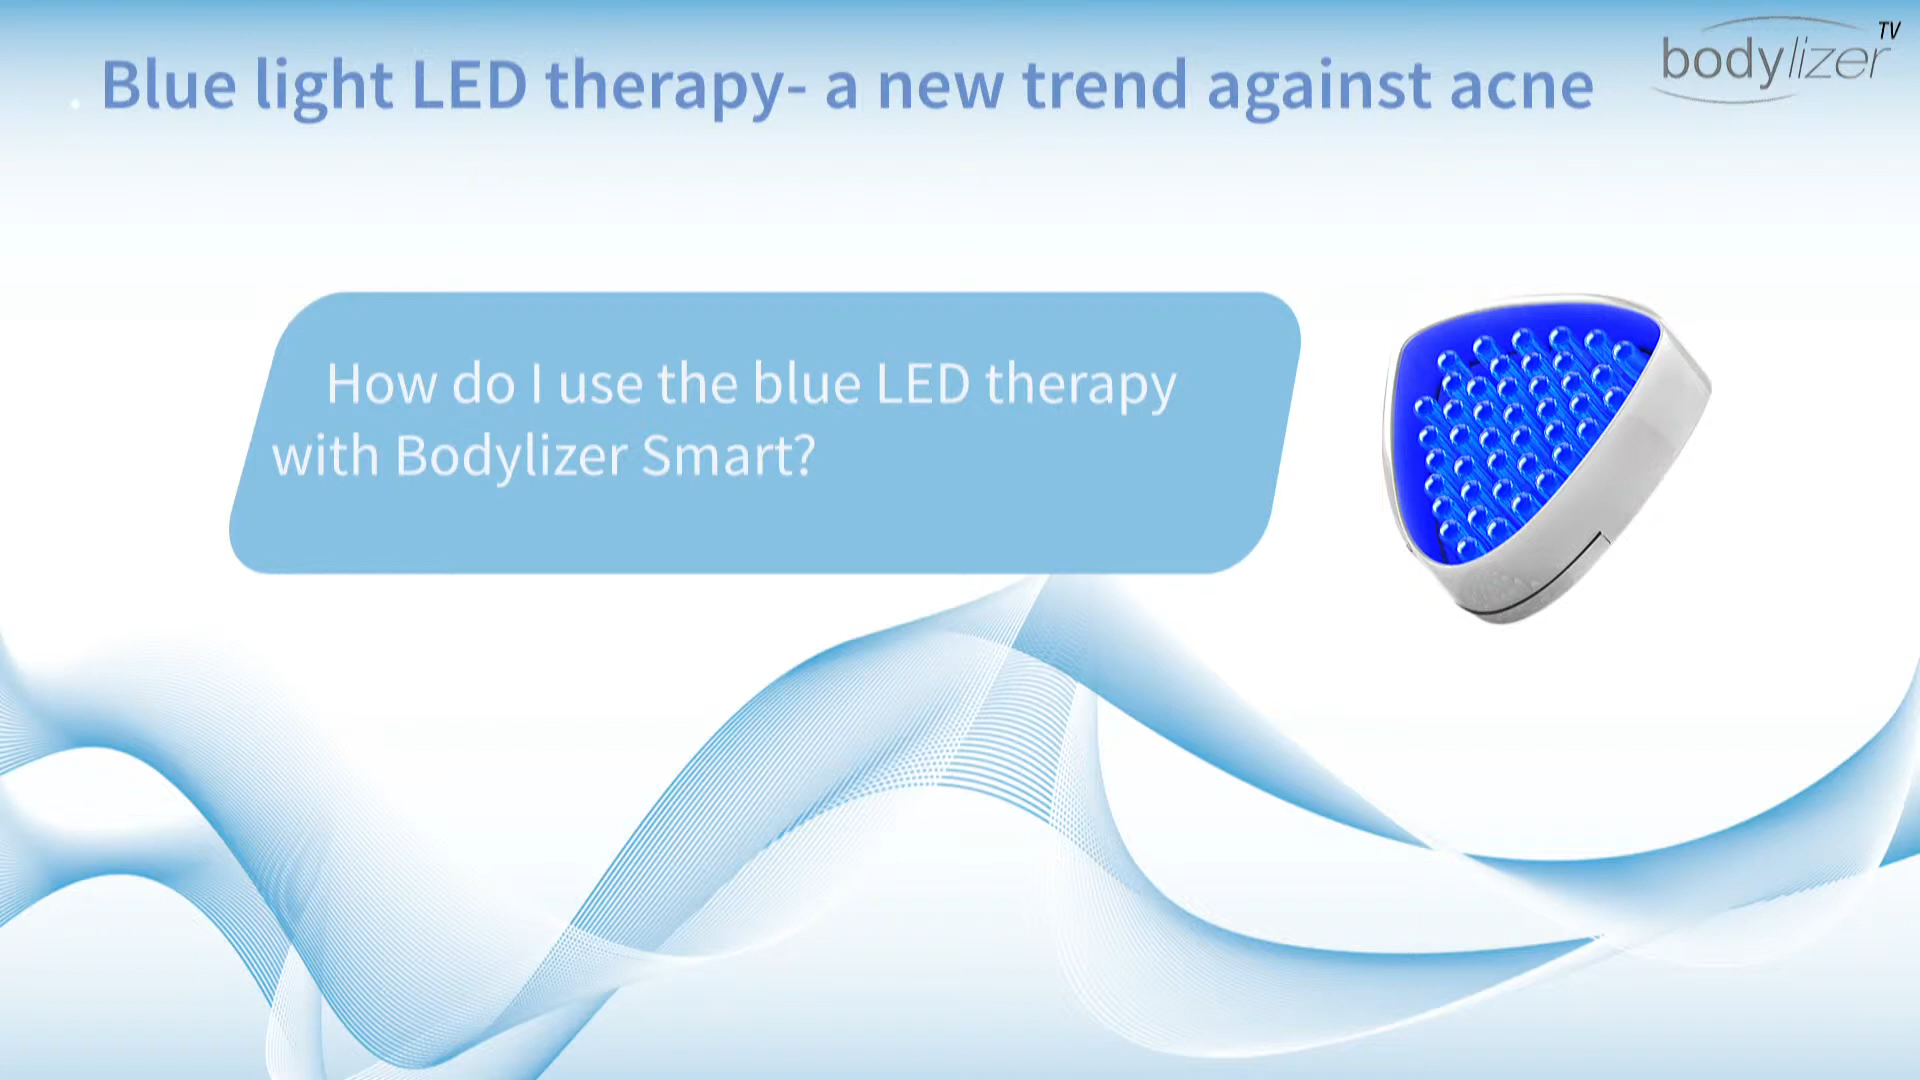 Blue light LED therapy- a new trend against acne
bodylizer TV
How do I use the blue LED therapy
with Bodylizer Smart?